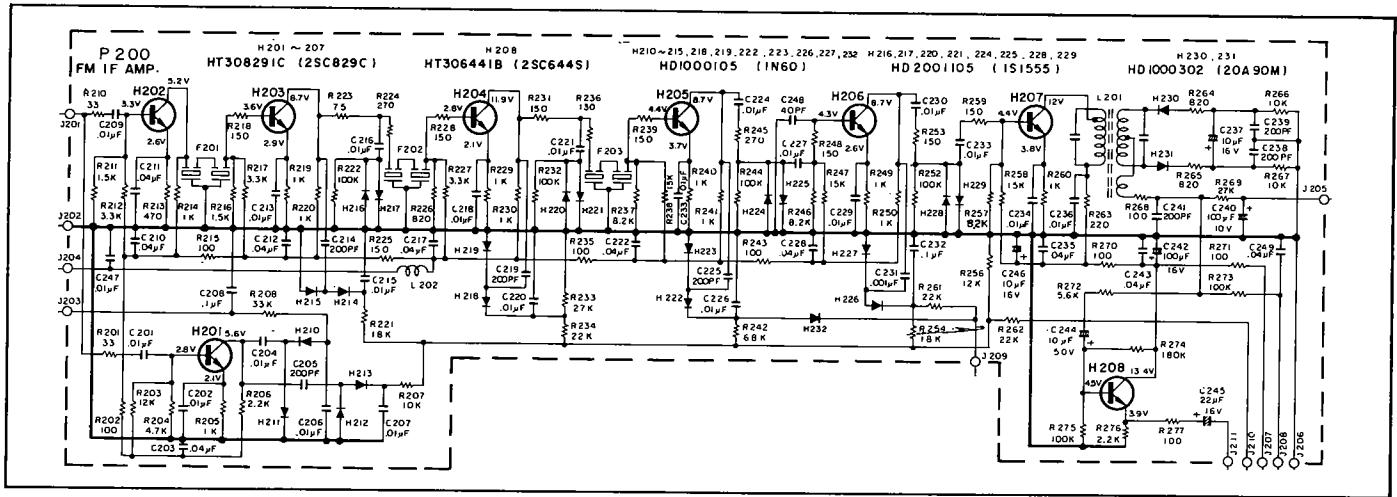 P 200
FM IF AMP.
H201 ~ 207
HT308291C (2SC829C)
H208
HT306441B (2SC644S)
H210~215, 218, 219, 222, 223, 226, 227, 232
HD1000105 (1N60)
H216, 217, 220, 221, 224, 225, 228, 229
HD2001105 (1S1555)
H230, 231
HD1000302 (20A90M)
J201
R210
33
C209
.01µF
3.3V
H202
5.2V
2.6V
R211
1.5K
R212
3.3K
C211
.04µF
R213
470
R214
1K
F201
R216
1.5K
R217
3.3K
R218
150
3.6V
H203
8.7V
2.9V
C213
.01µF
R219
1K
R220
1K
R223
75
R222
100K
C216
.01µF
R224
270
H216
H217
F202
R226
820
R227
3.3K
R228
150
2.8V
H204
11.9V
2.1V
C218
.01µF
R229
1K
R230
1K
R231
150
R232
100K
C221
.01µF
R236
130
H220
H221
F203
R237
8.2K
R238
15K
R239
150
4.4V
H205
8.7V
3.7V
C233
.01µF
R240
1K
R241
1K
C224
.01µF
R245
270
R244
100K
C248
40PF
C227
.01µF
H224
H225
R246
8.2K
R247
15K
R248
150
4.3V
H206
8.7V
2.6V
C229
.01µF
R249
1K
R250
1K
C230
.01µF
R253
150
R252
100K
H228
H229
C233
.01µF
R259
150
R257
8.2K
R258
15K
4.4V
H207
12V
3.8V
C234
.01µF
R260
1K
C236
.01µF
R263
220
L201
H230
H231
R264
820
R265
820
C237
10µF
16V
R266
10K
C239
200PF
C238
200PF
R267
10K
R268
100
C241
200PF
R269
27K
C240
100µF
10V
J205
J202
J204
J203
C210
.04µF
C247
.01µF
R215
100
C208
.1µF
C212
.04µF
C214
200PF
H215
H214
R225
150
C215
.01µF
C217
.04µF
L202
R208
33K
R221
18K
H219
H218
C219
200PF
C220
.01µF
R235
100
R233
27K
R234
22K
C222
.04µF
H223
H222
C225
200PF
C226
.01µF
R243
100
R242
68K
H232
C228
.04µF
H227
H226
C231
.001µF
C232
.1µF
R261
22K
R254
18K
R256
12K
R262
22K
J209
C246
10µF
16V
C235
.04µF
R270
100
C243
.04µF
C242
100µF
16V
R271
100
C249
.04µF
R272
5.6K
R273
100K
C244
10µF
50V
R274
180K
H208
13.4V
4.5V
3.9V
R275
100K
R276
2.2K
R277
100
C245
22µF
16V
J211
J210
J207
J208
J206
R201
33
C201
.01µF
2.8V
H201
5.6V
2.1V
C204
.01µF
H210
C205
200PF
H213
R207
10K
R202
100
R203
12K
R204
4.7K
C202
.01µF
R205
1K
R206
2.2K
H211
C206
.01µF
H212
C207
.01µF
C203
.04µF